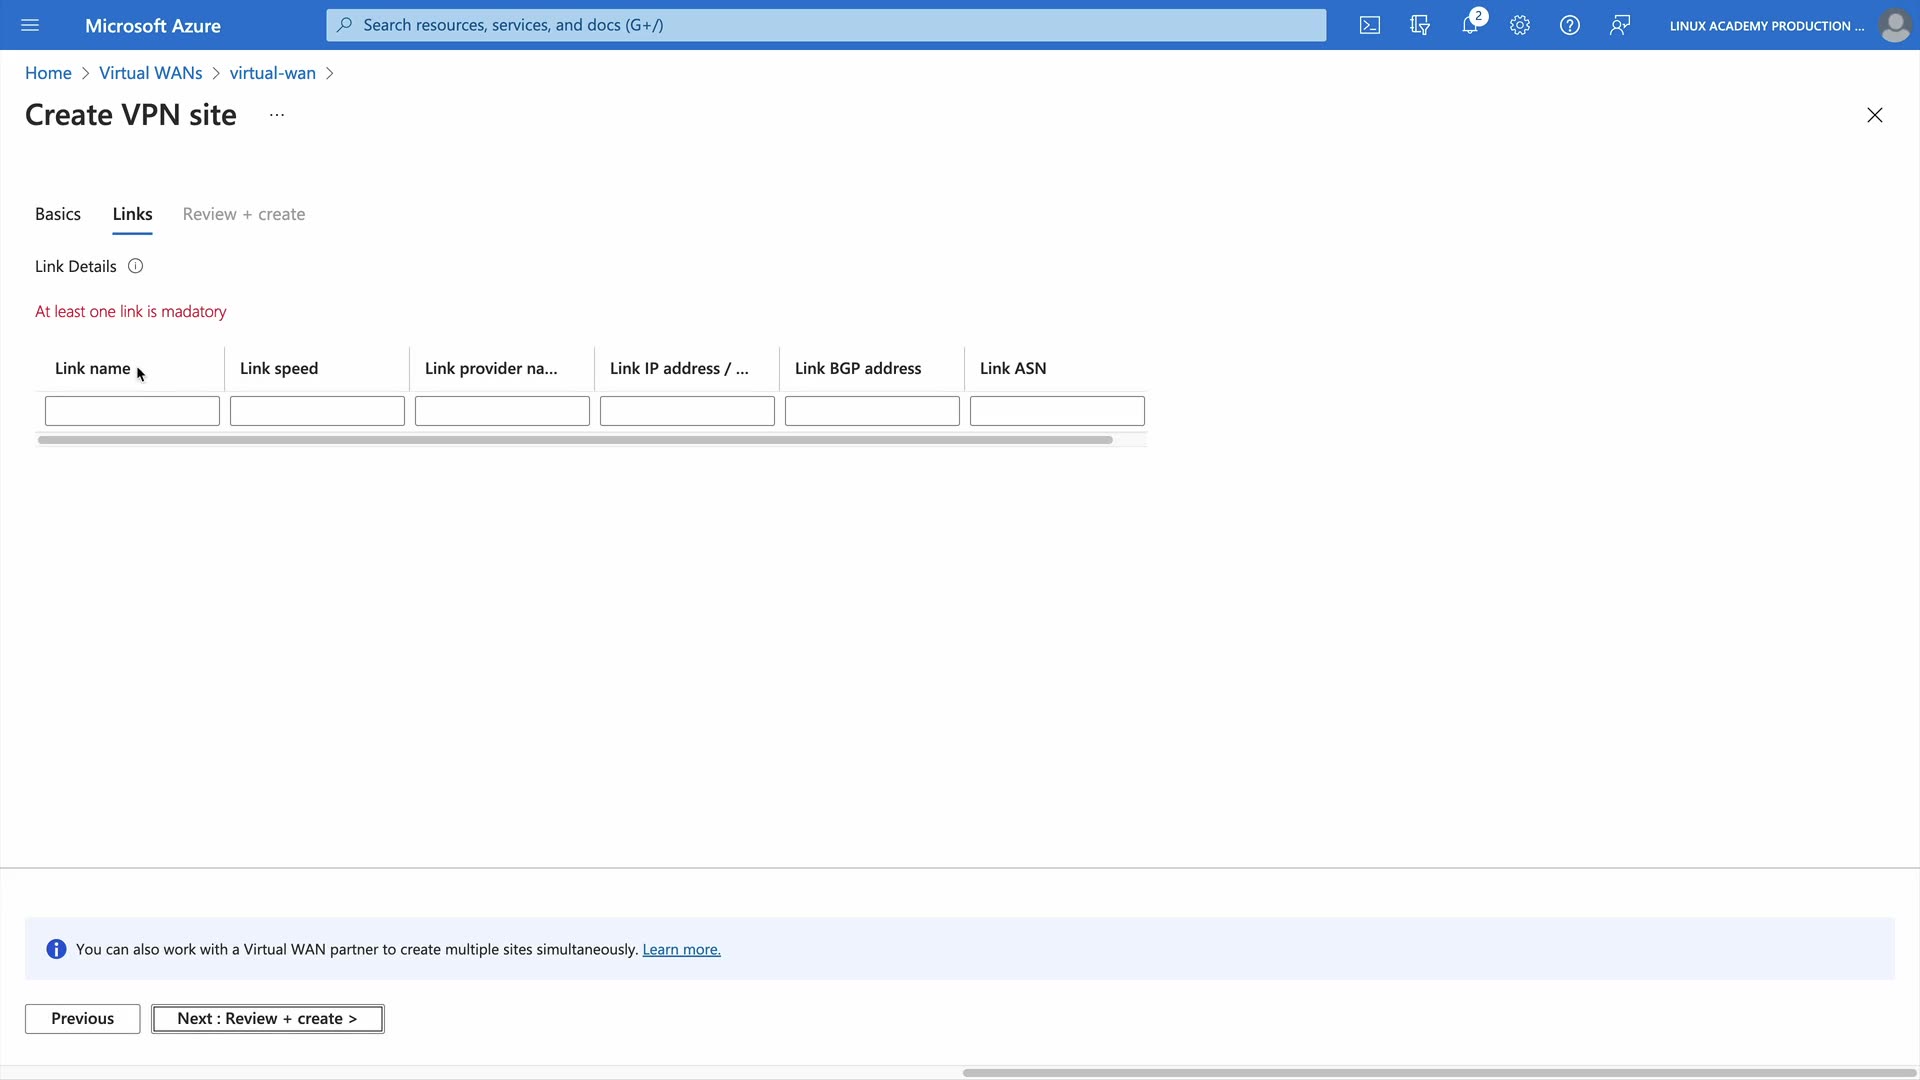 Microsoft Azure
Search resources, services, and docs (G+/)
2
LINUX ACADEMY PRODUCTION ...
Home > Virtual WANs > virtual-wan >
Create VPN site ...
Basics
Links
Review + create
Link Details
At least one link is madatory
Link name
Link speed
Link provider na...
Link IP address / ...
Link BGP address
Link ASN
You can also work with a Virtual WAN partner to create multiple sites simultaneously. Learn more.
Previous
Next : Review + create >